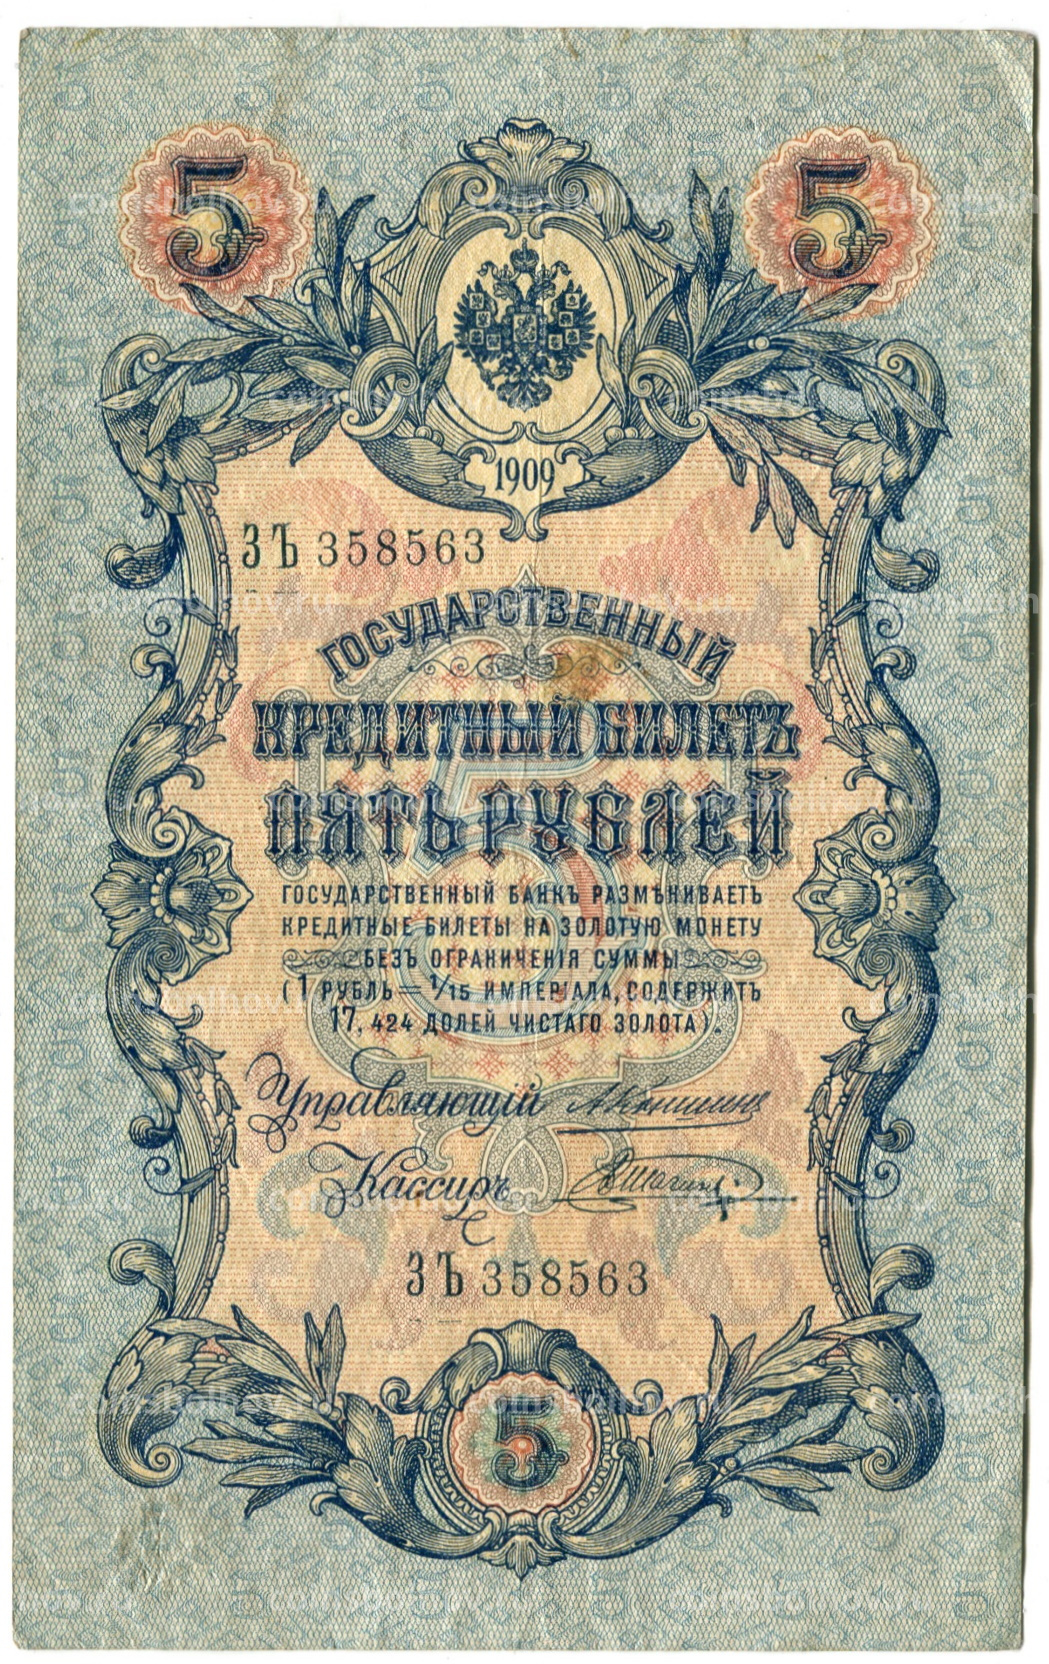 5 5
1909
ЗЪ 358563
ГОСУДАРСТВЕННЫЙ
КРЕДИТНЫЙ БИЛЕТЪ
ПЯТЬ РУБЛЕЙ
ГОСУДАРСТВЕННЫЙ БАНКЪ РАЗМѢНИВАЕТЪ
КРЕДИТНЫЕ БИЛЕТЫ НА ЗОЛОТУЮ МОНЕТУ
БЕЗЪ ОГРАНИЧЕНІЯ СУММЫ
(1 РУБЛЬ = 1/15 ИМПЕРІАЛА, СОДЕРЖИТЪ
17,424 ДОЛЕЙ ЧИСТАГО ЗОЛОТА).
Управляющій АКоншинъ
Кассиръ
ЗЪ 358563
5